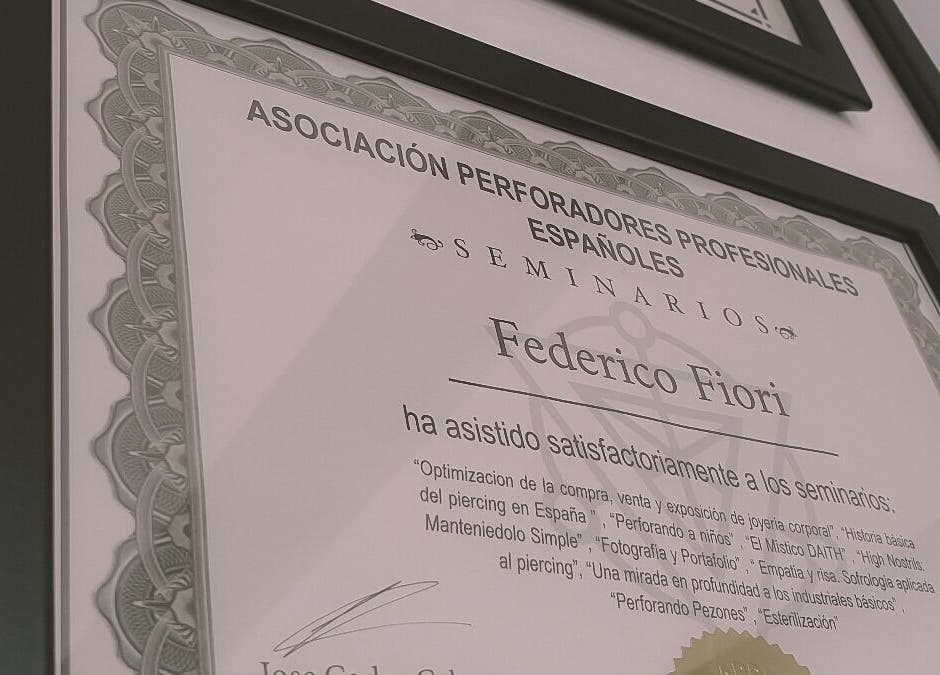 ASOCIACIÓN PERFORADORES PROFESIONALES
ESPAÑOLES
SEMINARIOS
Federico Fiori
ha asistido satisfactoriamente a los seminarios:
“Optimizacion de la compra, venta y exposición de joyería corporal”, “Historia básica
del piercing en España ” , “Perforando a niños” , “El Mistico DAITH” , “High Nostrils:
Manteniedolo Simple” , “Fotografía y Portafolio” , “ Empatía y risa. Sofrología aplicada
al piercing”, “Una mirada en profundidad a los industriales básicos” ,
“Perforando Pezones” , “Esterilización”